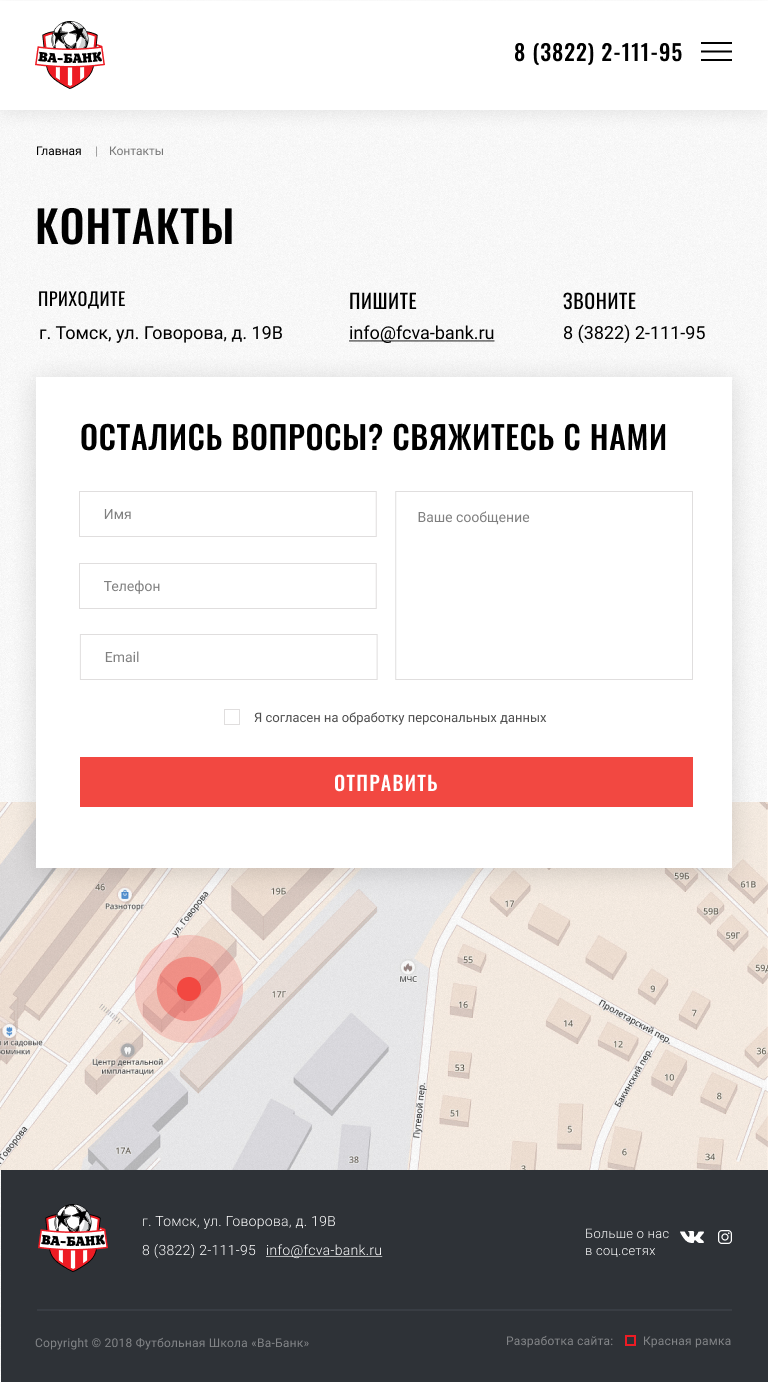 ВА-БАНК
8 (3822) 2-111-95
Главная | Контакты
КОНТАКТЫ
ПРИХОДИТЕ
г. Томск, ул. Говорова, д. 19В
ПИШИТЕ
info@fcva-bank.ru
ЗВОНИТЕ
8 (3822) 2-111-95
ОСТАЛИСЬ ВОПРОСЫ? СВЯЖИТЕСЬ С НАМИ
Имя
Телефон
Email
Ваше сообщение
Я согласен на обработку персональных данных
ОТПРАВИТЬ
46
Разноторг
ул. Говорова
19Б
17
59Б
61В
59В
59Г
59Д
55
МЧС
17Г
16
9
7
Пролетарский пер.
14
12
36
и садовые
Центр дентальной
имплантации
53
10
Бакинский пер.
8
51
Путевой пер.
5
17А
38
6
34
3
Говорова
ВА-БАНК
г. Томск, ул. Говорова, д. 19В
8 (3822) 2-111-95 info@fcva-bank.ru
Больше о нас
в соц.сетях
Copyright © 2018 Футбольная Школа «Ва-Банк»
Разработка сайта: Красная рамка